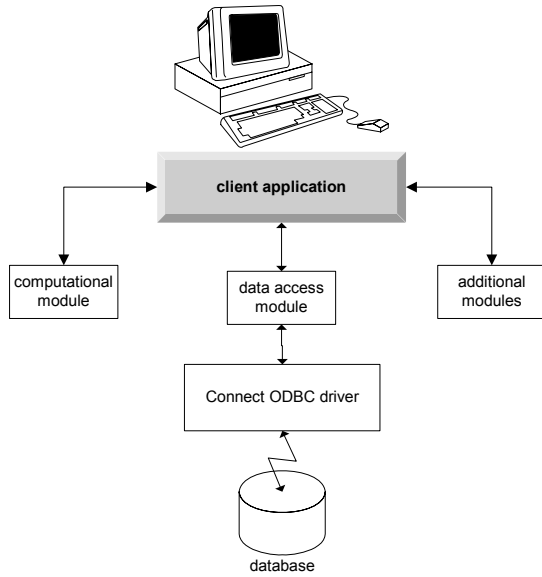 client application
computational
module
data access
module
additional
modules
Connect ODBC driver
database